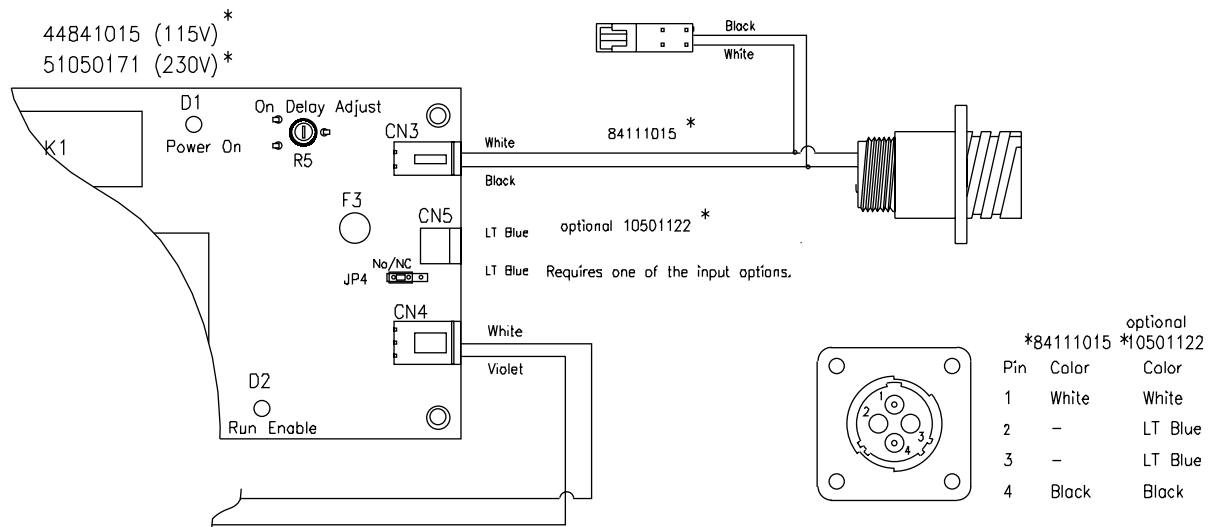 44841015 (115V) *
51050171 (230V) *
Black
White
D1
Power On
On Delay Adjust
R5
K1
CN3
White
84111015 *
Black
F3
CN5
LT Blue optional 10501122 *
No/NC
JP4
LT Blue Requires one of the input options.
CN4
White
Violet
D2
Run Enable
1
2
3
4
optional
*84111015 *10501122
Pin Color Color
1 White White
2 – LT Blue
3 – LT Blue
4 Black Black